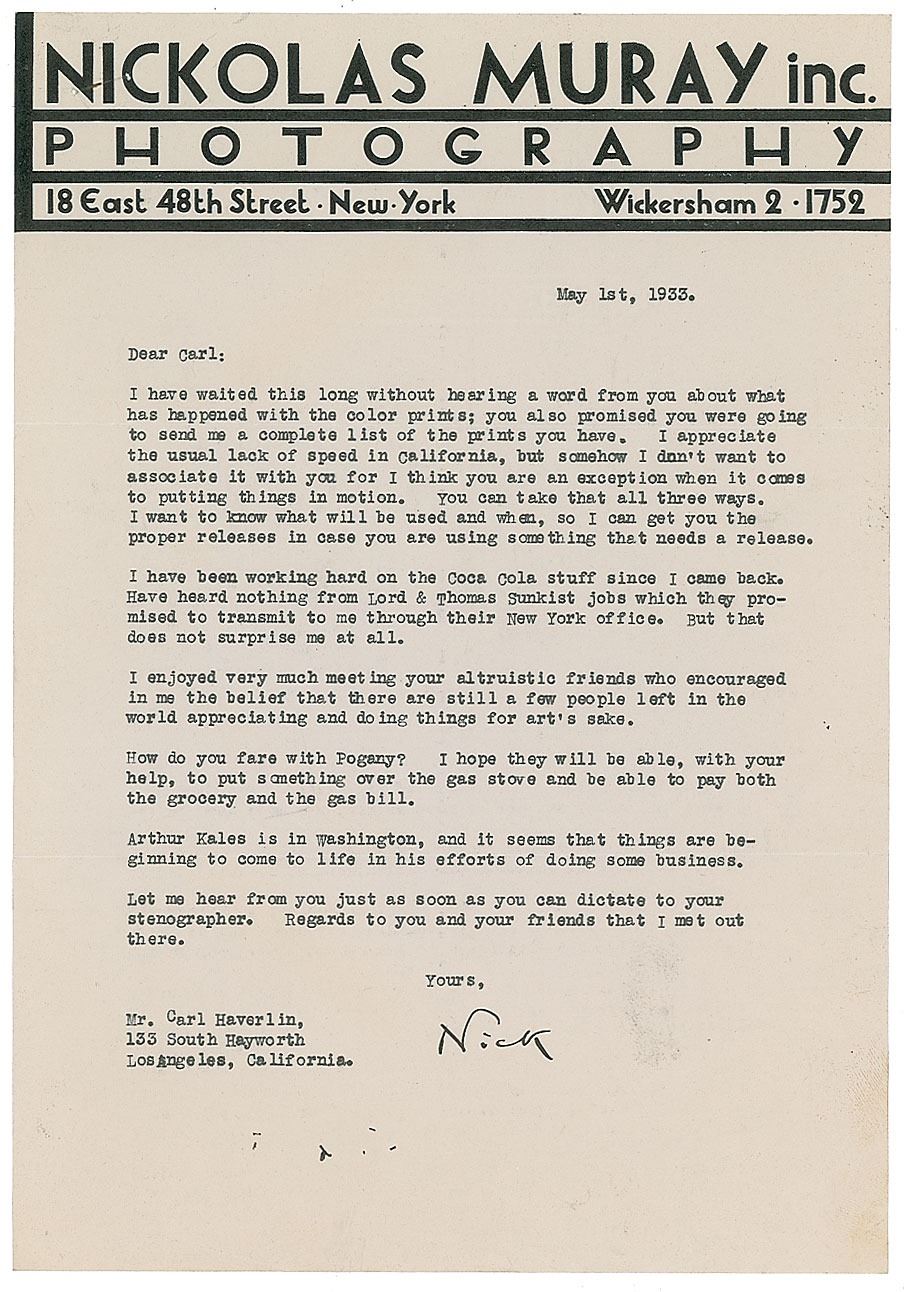 NICKOLAS MURAY inc.
PHOTOGRAPHY
18 East 48th Street · New·York Wickersham 2 · 1752
May 1st, 1933.
Dear Carl:
I have waited this long without hearing a word from you about what
has happened with the color prints; you also promised you were going
to send me a complete list of the prints you have. I appreciate
the usual lack of speed in California, but somehow I don't want to
associate it with you for I think you are an exception when it comes
to putting things in motion. You can take that all three ways.
I want to know what will be used and when, so I can get you the
proper releases in case you are using something that needs a release.
I have been working hard on the Coca Cola stuff since I came back.
Have heard nothing from Lord & Thomas Sunkist jobs which they pro-
mised to transmit to me through their New York office. But that
does not surprise me at all.
I enjoyed very much meeting your altruistic friends who encouraged
in me the belief that there are still a few people left in the
world appreciating and doing things for art's sake.
How do you fare with Pogany? I hope they will be able, with your
help, to put something over the gas stove and be able to pay both
the grocery and the gas bill.
Arthur Kales is in Washington, and it seems that things are be-
ginning to come to life in his efforts of doing some business.
Let me hear from you just as soon as you can dictate to your
stenographer. Regards to you and your friends that I met out
there.
Yours,
Nick
Mr. Carl Haverlin,
133 South Hayworth
LosAngeles, California.